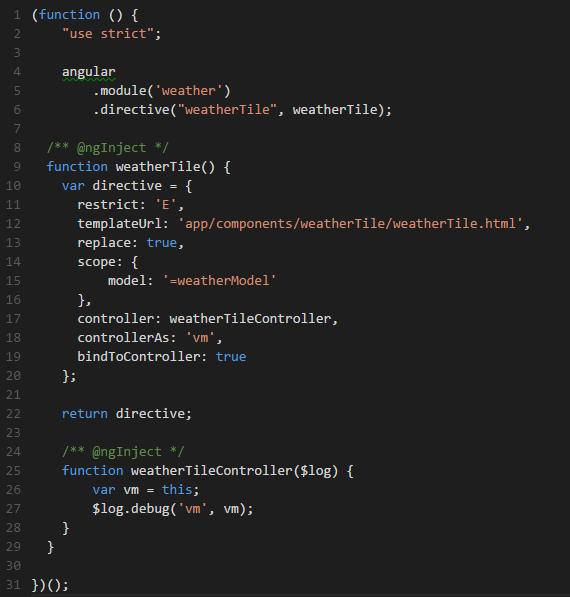 1 (function () {
2     "use strict";
3
4     angular
5         .module('weather')
6         .directive("weatherTile", weatherTile);
7
8   /** @ngInject */
9   function weatherTile() {
10     var directive = {
11       restrict: 'E',
12       templateUrl: 'app/components/weatherTile/weatherTile.html',
13       replace: true,
14       scope: {
15           model: '=weatherModel'
16       },
17       controller: weatherTileController,
18       controllerAs: 'vm',
19       bindToController: true
20     };
21
22     return directive;
23
24     /** @ngInject */
25     function weatherTileController($log) {
26         var vm = this;
27         $log.debug('vm', vm);
28     }
29   }
30
31 })();